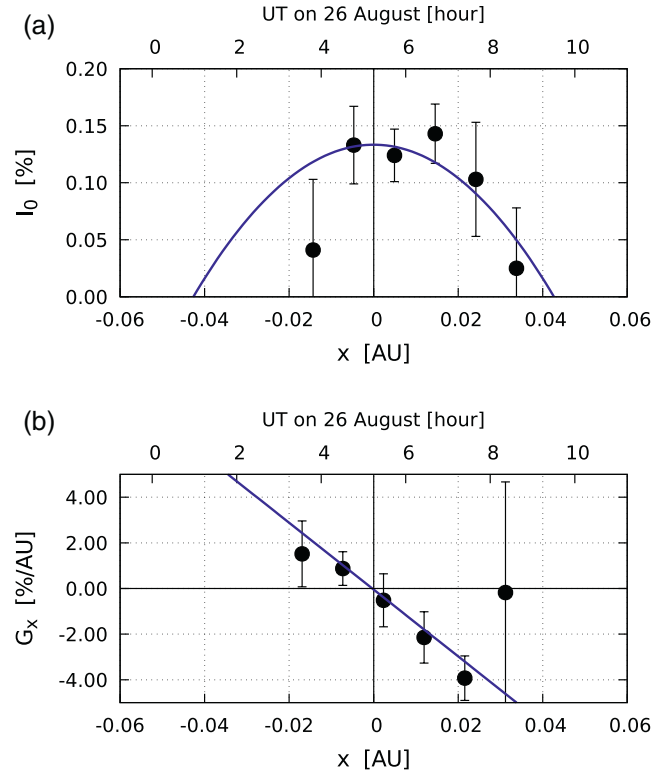 (a)
UT on 26 August [hour]
0 2 4 6 8 10
0.20
0.15
0.10
0.05
0.00
I0 [%]
-0.06 -0.04 -0.02 0 0.02 0.04 0.06
x [AU]
(b)
UT on 26 August [hour]
0 2 4 6 8 10
4.00
2.00
0.00
-2.00
-4.00
Gx [%/AU]
-0.06 -0.04 -0.02 0 0.02 0.04 0.06
x [AU]